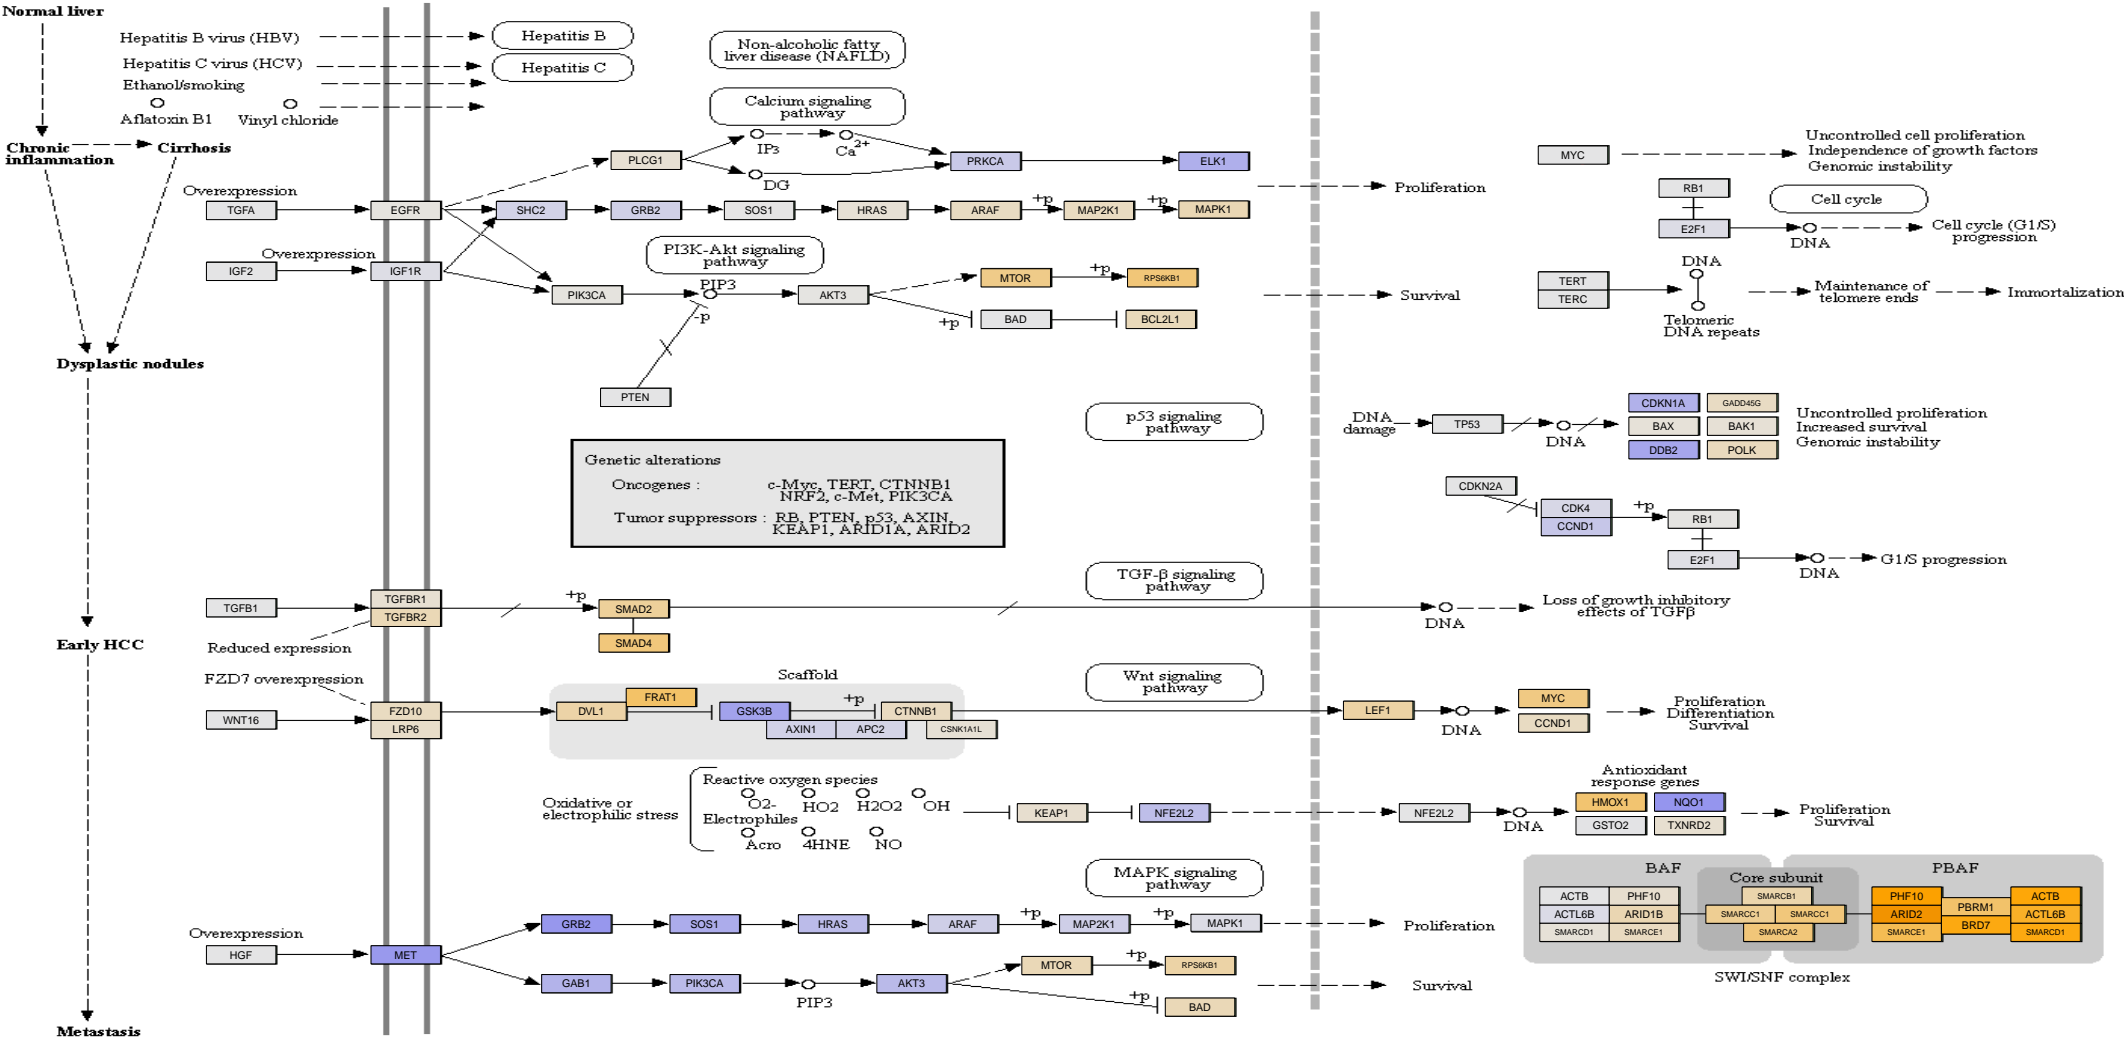 Normal liver
Hepatitis B virus (HBV)
Hepatitis B
Hepatitis C virus (HCV)
Hepatitis C
Ethanol/smoking
Aflatoxin B1
Vinyl chloride
Chronic
inflammation
Cirrhosis
Dysplastic nodules
Early HCC
Metastasis
Non-alcoholic fatty
liver disease (NAFLD)
Calcium signaling
pathway
PLCG1
IP3
Ca2+
DG
PRKCA
ELK1
Overexpression
TGFA
EGFR
SHC2
GRB2
SOS1
HRAS
ARAF
+p
MAP2K1
+p
MAPK1
Proliferation
Overexpression
IGF2
IGF1R
PI3K-Akt signaling
pathway
PIK3CA
PIP3
-p
AKT3
MTOR
+p
RPS6KB1
+p
BAD
BCL2L1
Survival
PTEN
MYC
Uncontrolled cell proliferation
Independence of growth factors
Genomic instability
RB1
E2F1
Cell cycle
DNA
Cell cycle (G1/S)
progression
TERT
TERC
DNA
Telomeric
DNA repeats
Maintenance of
telomere ends
Immortalization
p53 signaling
pathway
DNA
damage
TP53
DNA
CDKN1A
GADD45G
BAX
BAK1
DDB2
POLK
Uncontrolled proliferation
Increased survival
Genomic instability
Genetic alterations
Oncogenes :
c-Myc, TERT, CTNNB1
NRF2, c-Met, PIK3CA
Tumor suppressors :
RB, PTEN, p53, AXIN,
KEAP1, ARID1A, ARID2
CDKN2A
CDK4
CCND1
+p
RB1
E2F1
DNA
G1/S progression
TGF-β signaling
pathway
TGFB1
TGFBR1
TGFBR2
+p
SMAD2
SMAD4
DNA
Loss of growth inhibitory
effects of TGFβ
Reduced expression
FZD7 overexpression
Scaffold
Wnt signaling
pathway
WNT16
FZD10
LRP6
DVL1
FRAT1
GSK3B
+p
CTNNB1
AXIN1
APC2
CSNK1A1L
LEF1
DNA
MYC
CCND1
Proliferation
Differentiation
Survival
Oxidative or
electrophilic stress
Reactive oxygen species
O2-
HO2
H2O2
OH
Electrophiles
Acro
4HNE
NO
KEAP1
NFE2L2
NFE2L2
DNA
Antioxidant
response genes
HMOX1
NQO1
GSTO2
TXNRD2
Proliferation
Survival
MAPK signaling
pathway
Overexpression
HGF
MET
GRB2
SOS1
HRAS
ARAF
+p
MAP2K1
+p
MAPK1
Proliferation
GAB1
PIK3CA
PIP3
AKT3
MTOR
+p
RPS6KB1
+p
BAD
Survival
BAF
Core subunit
PBAF
ACTB
PHF10
ACTL6B
ARID1B
SMARCD1
SMARCE1
SMARCB1
SMARCC1
SMARCC1
SMARCA2
PHF10
ARID2
SMARCE1
PBRM1
BRD7
ACTB
ACTL6B
SMARCD1
SWI/SNF complex